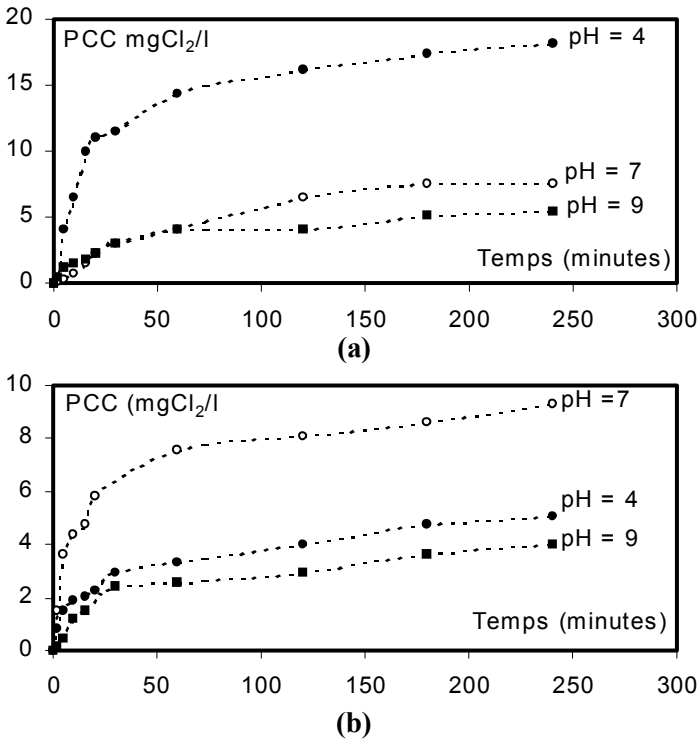 20
PCC mgCl₂/l
pH = 4
15
10
pH = 7
5
pH = 9
Temps (minutes)
0
0 50 100 150 200 250 300
(a)
10
PCC (mgCl₂/l
pH =7
8
6
pH = 4
4
pH = 9
2
Temps (minutes)
0
0 50 100 150 200 250 300
(b)